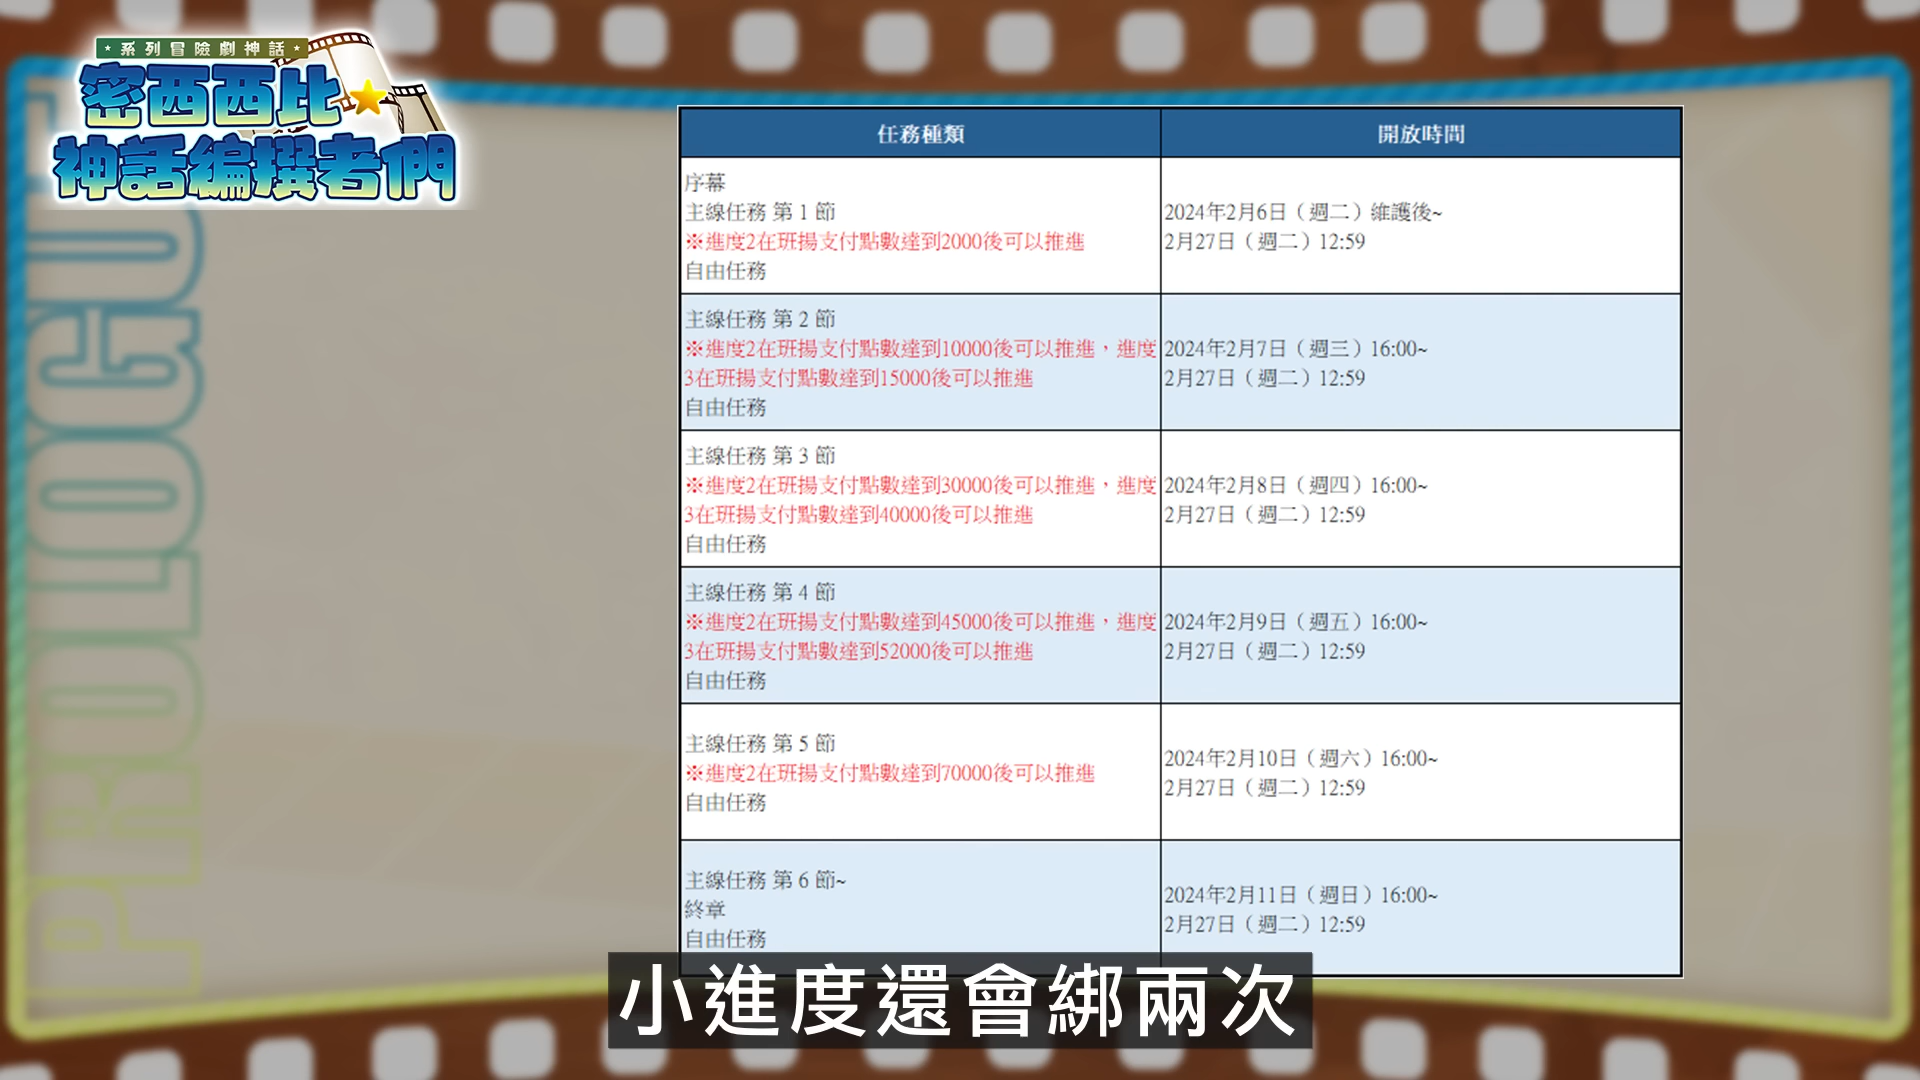 系列冒險劇神話
密西西比
神話編撰者們
PROLOGUE
任務種類
開放時間
序幕
主線任務 第 1 節
※進度2在班揚支付點數達到2000後可以推進
自由任務
2024年2月6日（週二）維護後~
2月27日（週二）12:59
主線任務 第 2 節
※進度2在班揚支付點數達到10000後可以推進，進度
3在班揚支付點數達到15000後可以推進
自由任務
2024年2月7日（週三）16:00~
2月27日（週二）12:59
主線任務 第 3 節
※進度2在班揚支付點數達到30000後可以推進，進度
3在班揚支付點數達到40000後可以推進
自由任務
2024年2月8日（週四）16:00~
2月27日（週二）12:59
主線任務 第 4 節
※進度2在班揚支付點數達到45000後可以推進，進度
3在班揚支付點數達到52000後可以推進
自由任務
2024年2月9日（週五）16:00~
2月27日（週二）12:59
主線任務 第 5 節
※進度2在班揚支付點數達到70000後可以推進
自由任務
2024年2月10日（週六）16:00~
2月27日（週二）12:59
主線任務 第 6 節~
終章
自由任務
2024年2月11日（週日）16:00~
2月27日（週二）12:59
小進度還會綁兩次